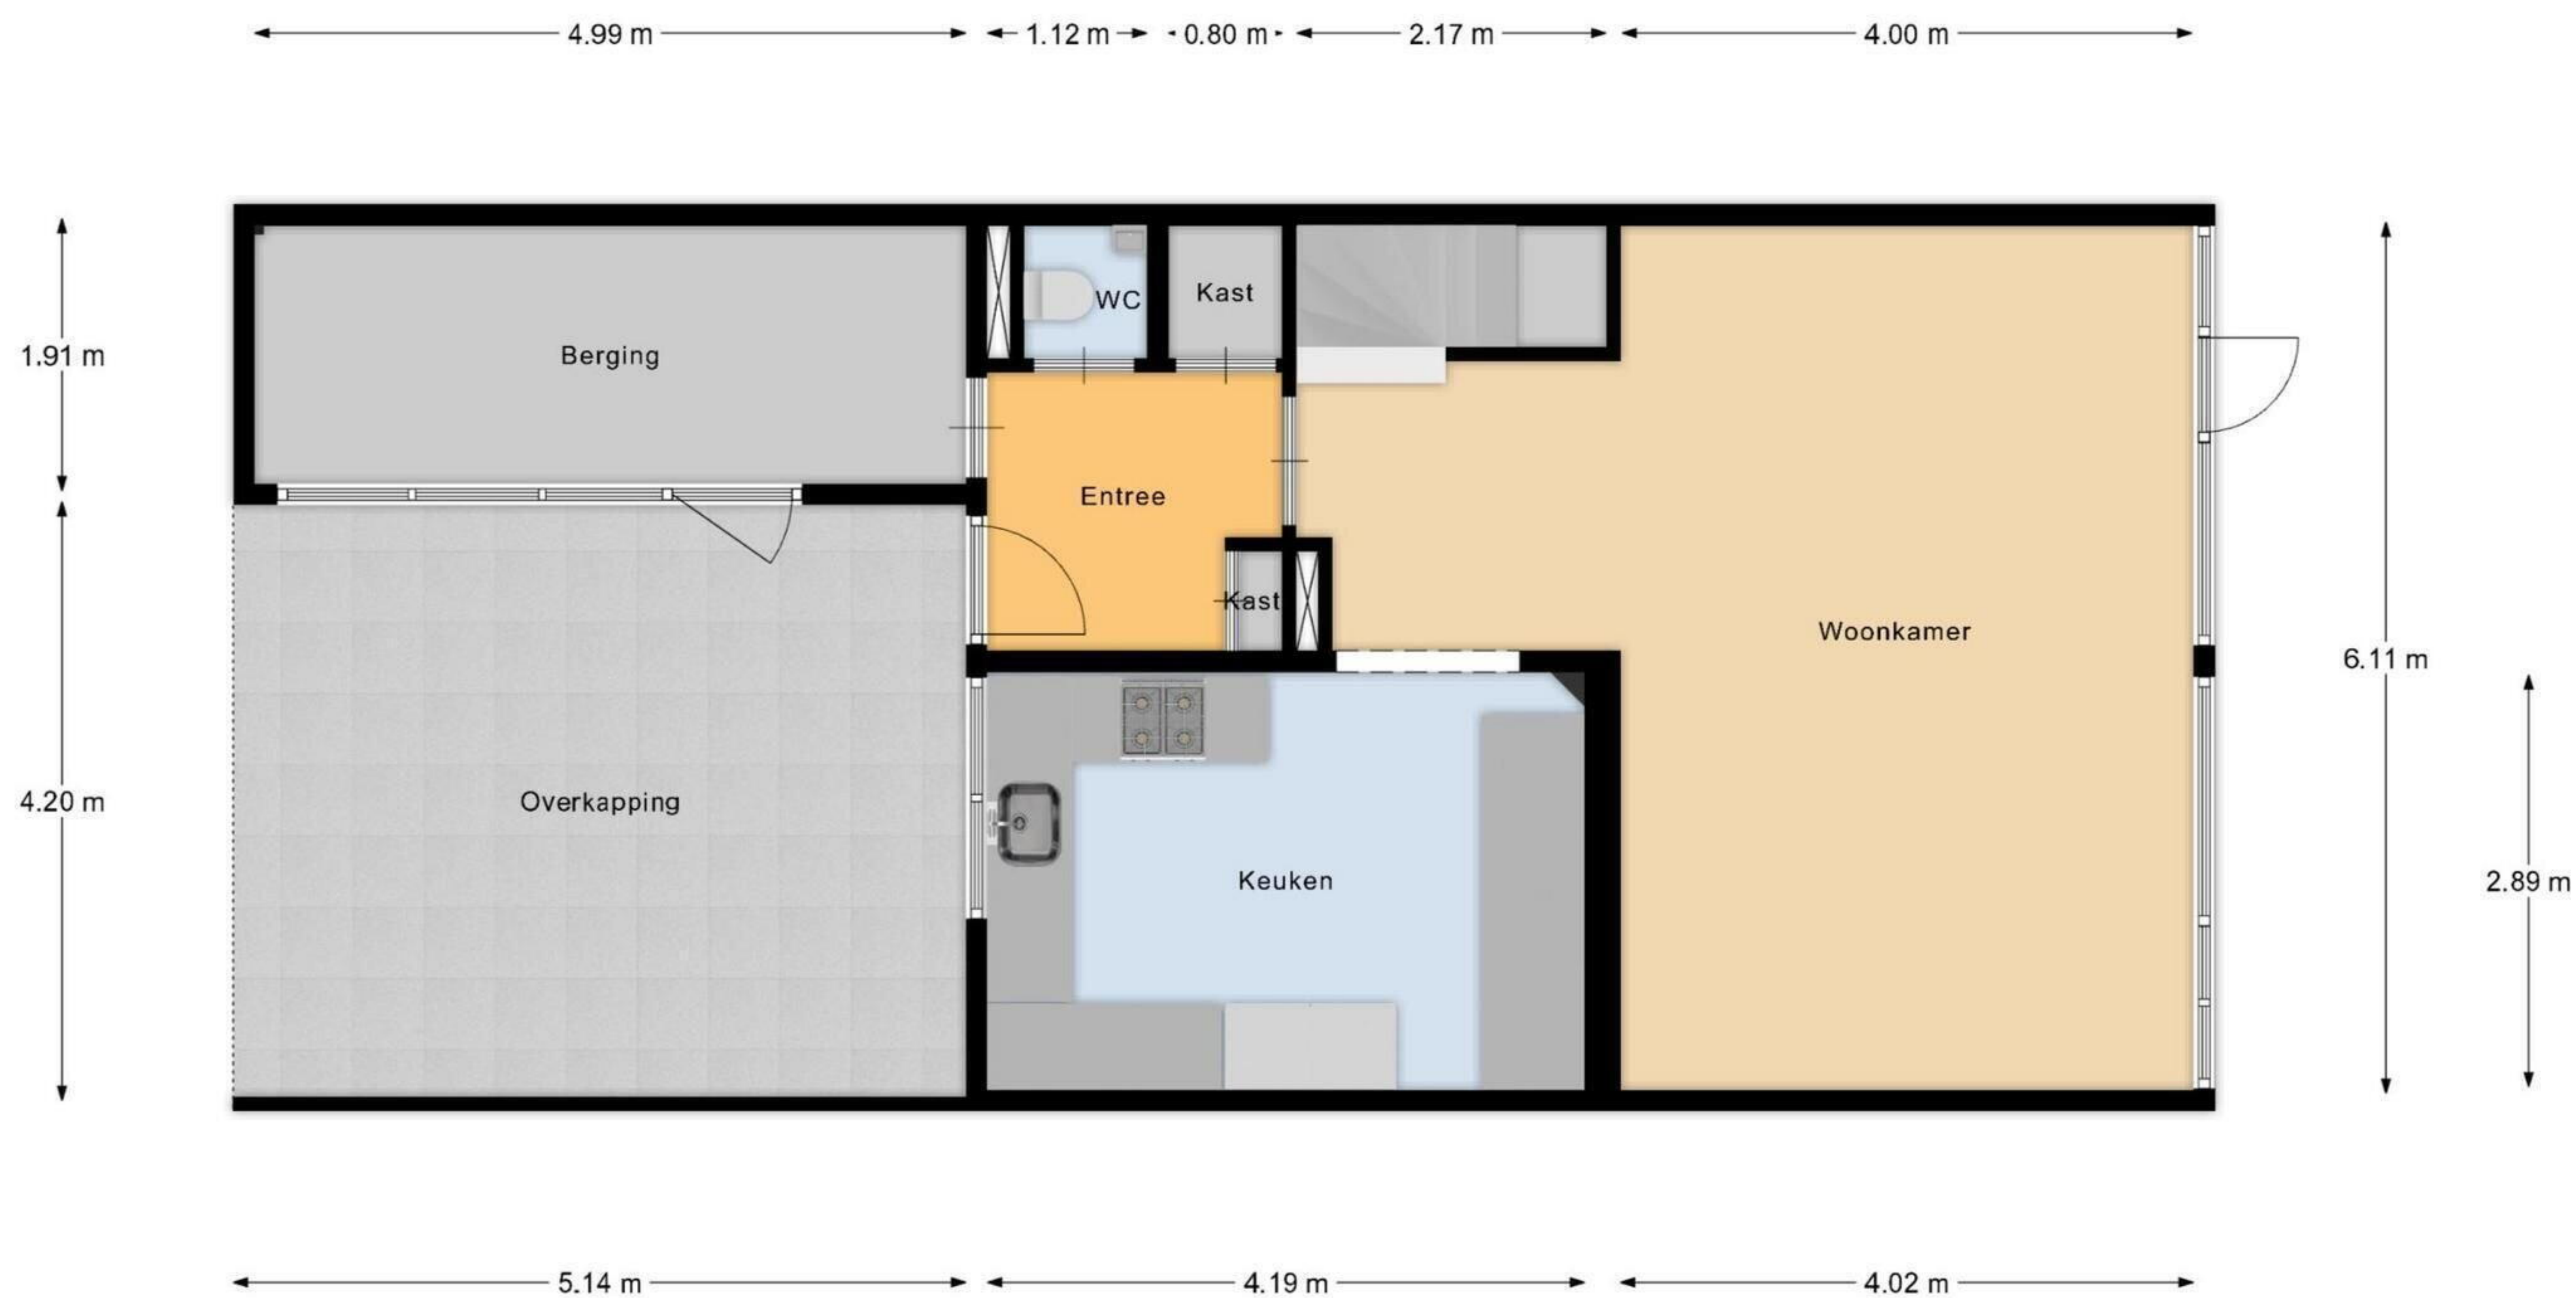 4.99 m
1.12 m
0.80 m
2.17 m
4.00 m
WC
Kast
Berging
1.91 m
Entree
Kast
Woonkamer
6.11 m
4.20 m
Overkapping
Keuken
2.89 m
5.14 m
4.19 m
4.02 m